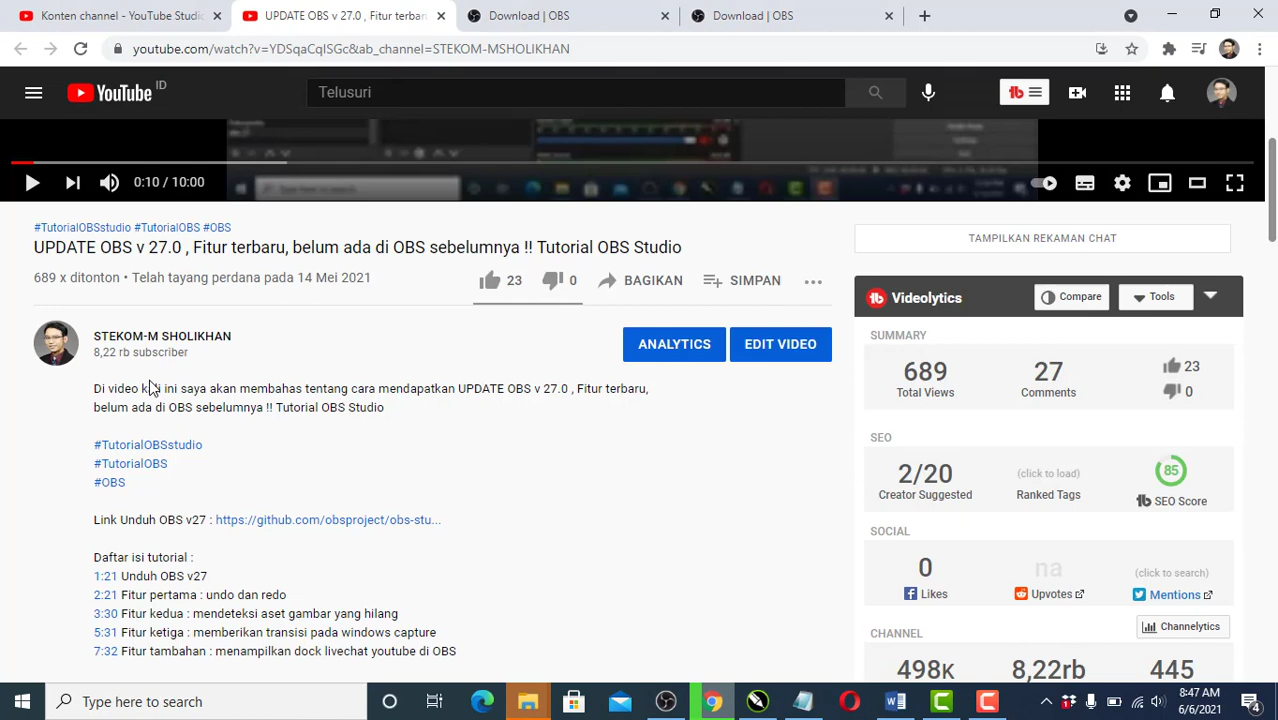 Konten channel - YouTube Studi
UPDATE OBS v 27.0 , Fitur terbar
Download | OBS
Download | OBS
youtube.com/watch?v=YDSqaCqlSGc&ab_channel=STEKOM-MSHOLIKHAN
YouTube ID
Telusuri
0:10 / 10:00
#TutorialOBSstudio #TutorialOBS #OBS
UPDATE OBS v 27.0 , Fitur terbaru, belum ada di OBS sebelumnya !! Tutorial OBS Studio
689 x ditonton • Telah tayang perdana pada 14 Mei 2021
23
0
BAGIKAN
SIMPAN
STEKOM-M SHOLIKHAN
8,22 rb subscriber
ANALYTICS
EDIT VIDEO
Di video kali ini saya akan membahas tentang cara mendapatkan UPDATE OBS v 27.0 , Fitur terbaru,
belum ada di OBS sebelumnya !! Tutorial OBS Studio
#TutorialOBSstudio
#TutorialOBS
#OBS
Link Unduh OBS v27 : https://github.com/obsproject/obs-stu...
Daftar isi tutorial :
1:21 Unduh OBS v27
2:21 Fitur pertama : undo dan redo
3:30 Fitur kedua : mendeteksi aset gambar yang hilang
5:31 Fitur ketiga : memberikan transisi pada windows capture
7:32 Fitur tambahan : menampilkan dock livechat youtube di OBS
TAMPILKAN REKAMAN CHAT
Videolytics
Compare
Tools
SUMMARY
689
Total Views
27
Comments
23
0
SEO
2/20
Creator Suggested
(click to load)
Ranked Tags
85
SEO Score
SOCIAL
0
Likes
na
Upvotes
(click to search)
Mentions
Channelytics
CHANNEL
498K
8,22rb
445
Type here to search
8:47 AM
6/6/2021
4